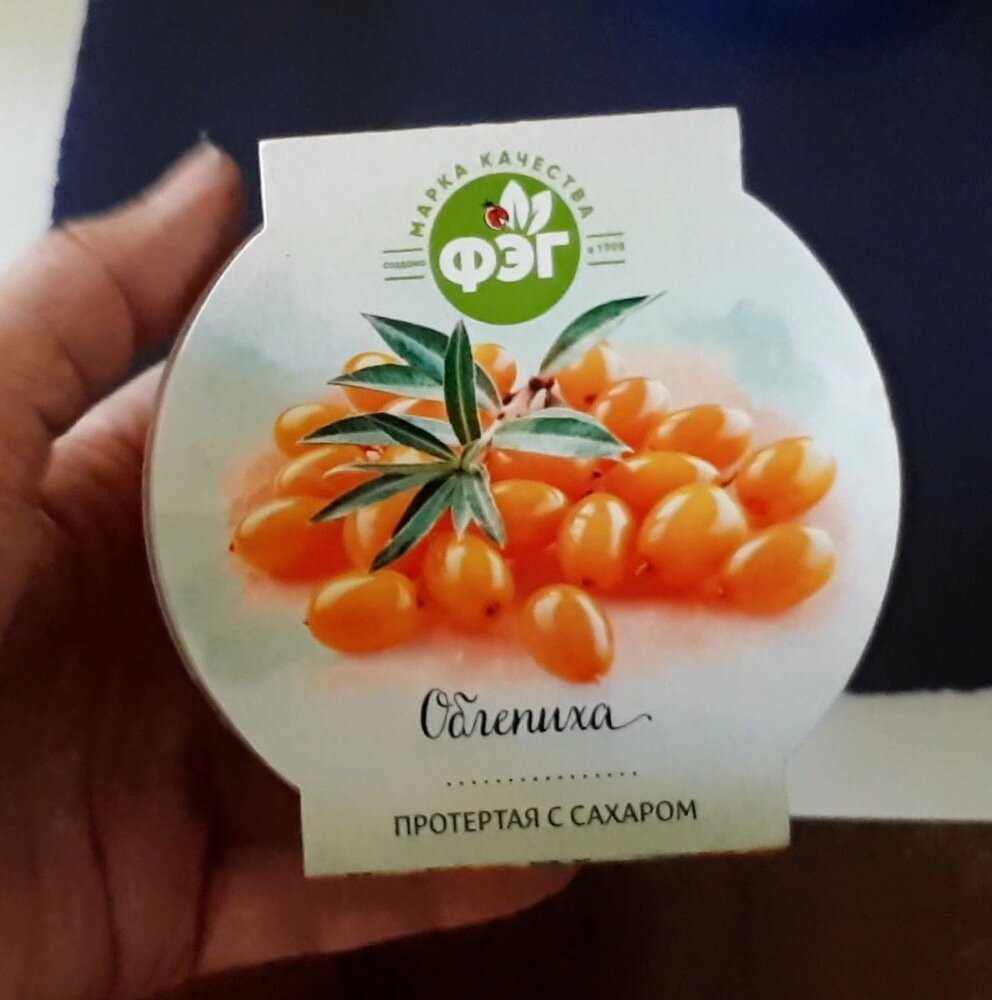 МАРКА КАЧЕСТВА
создано в 1998
ФЭГ
Облепиха
ПРОТЕРТАЯ С САХАРОМ